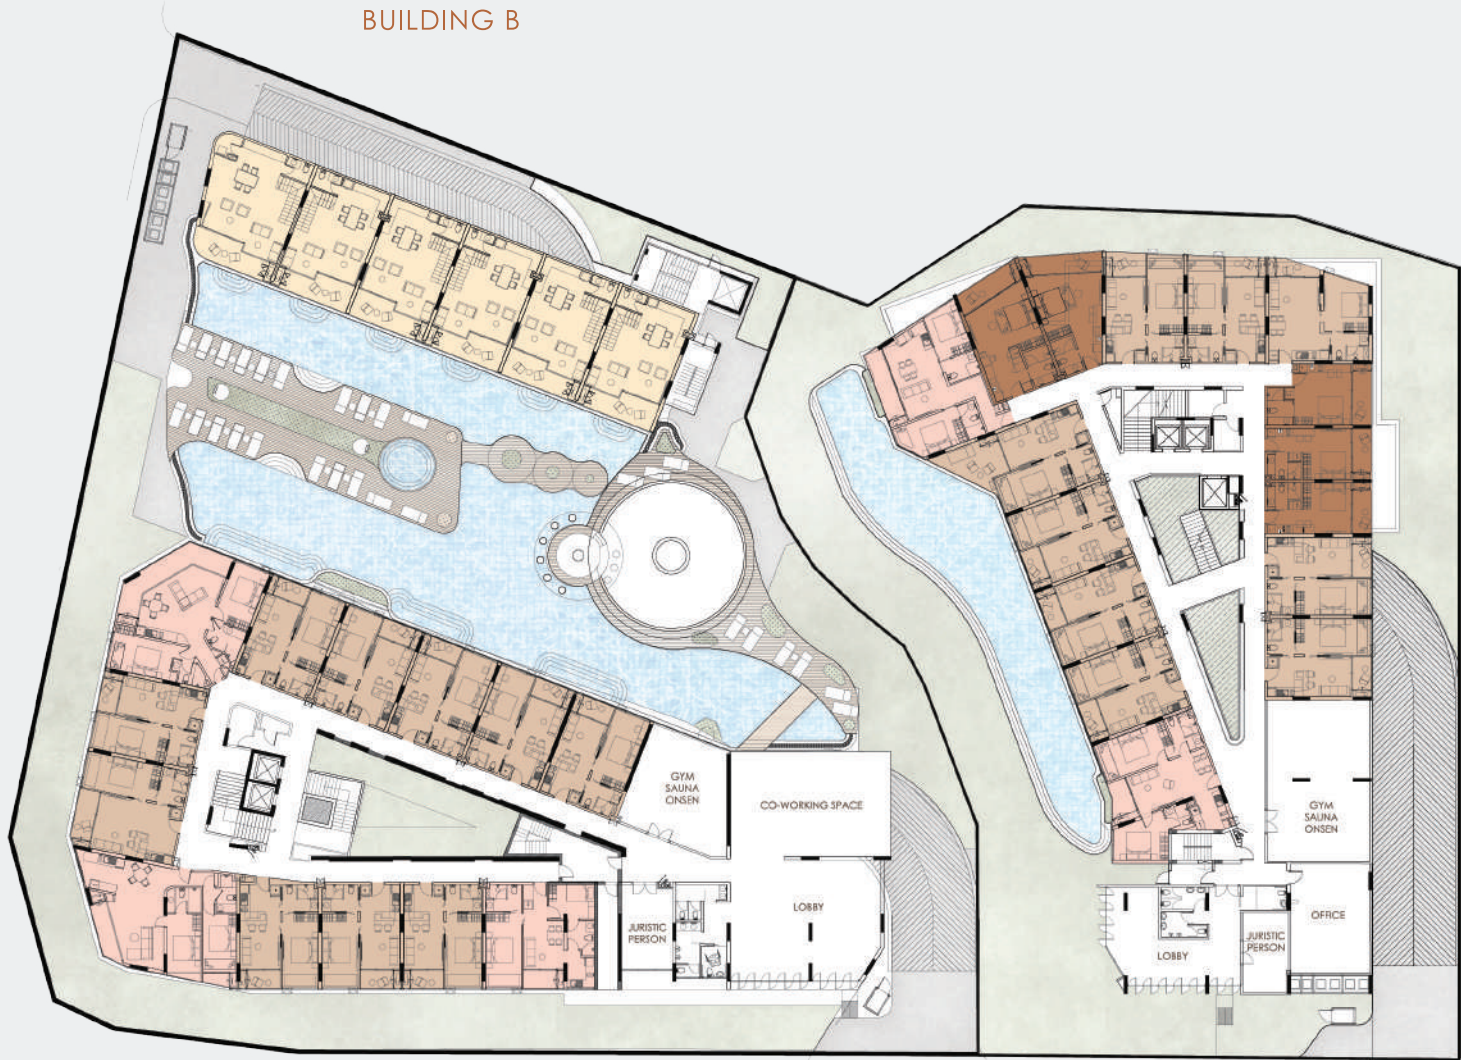 BUILDING B
GYM
SAUNA
ONSEN
CO-WORKING SPACE
LOBBY
JURISTIC
PERSON
GYM
SAUNA
ONSEN
OFFICE
JURISTIC
PERSON
LOBBY